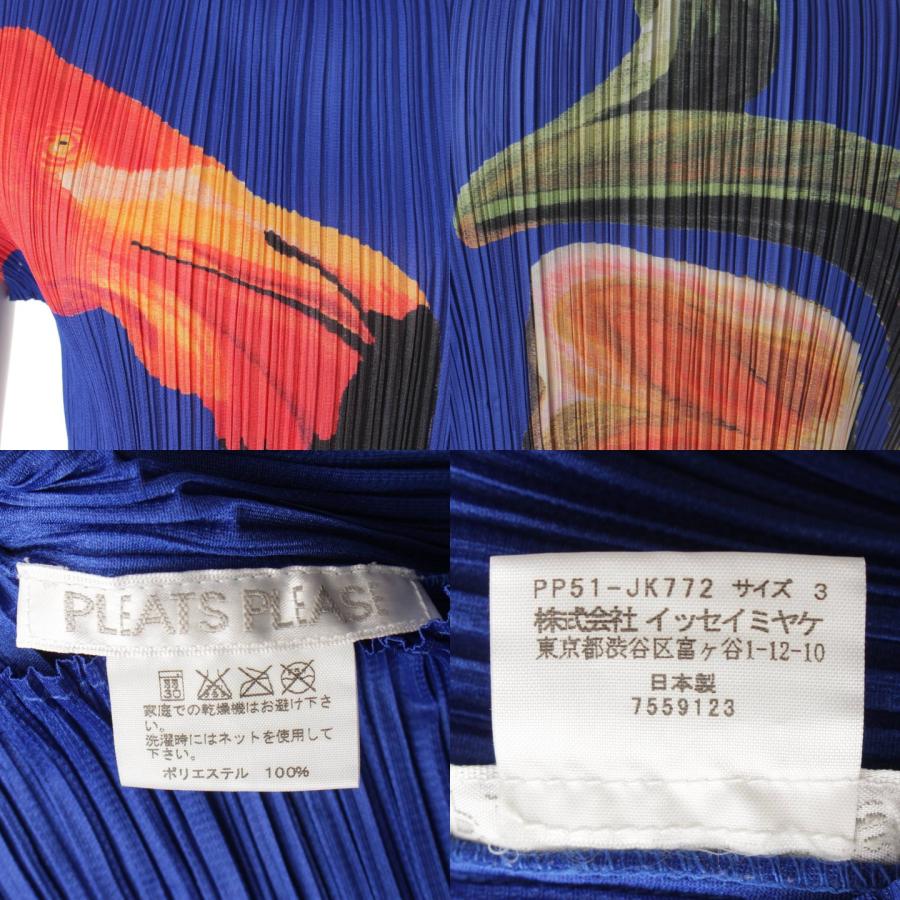 PLEATS PLEASE
家庭での乾燥機はお避け下さ
い。
洗濯時にはネットを使用して
下さい。
ポリエステル 100%
PP51-JK772 サイズ 3
株式会社 イッセイミヤケ
東京都渋谷区富ヶ谷1-12-10
日本製
7559123